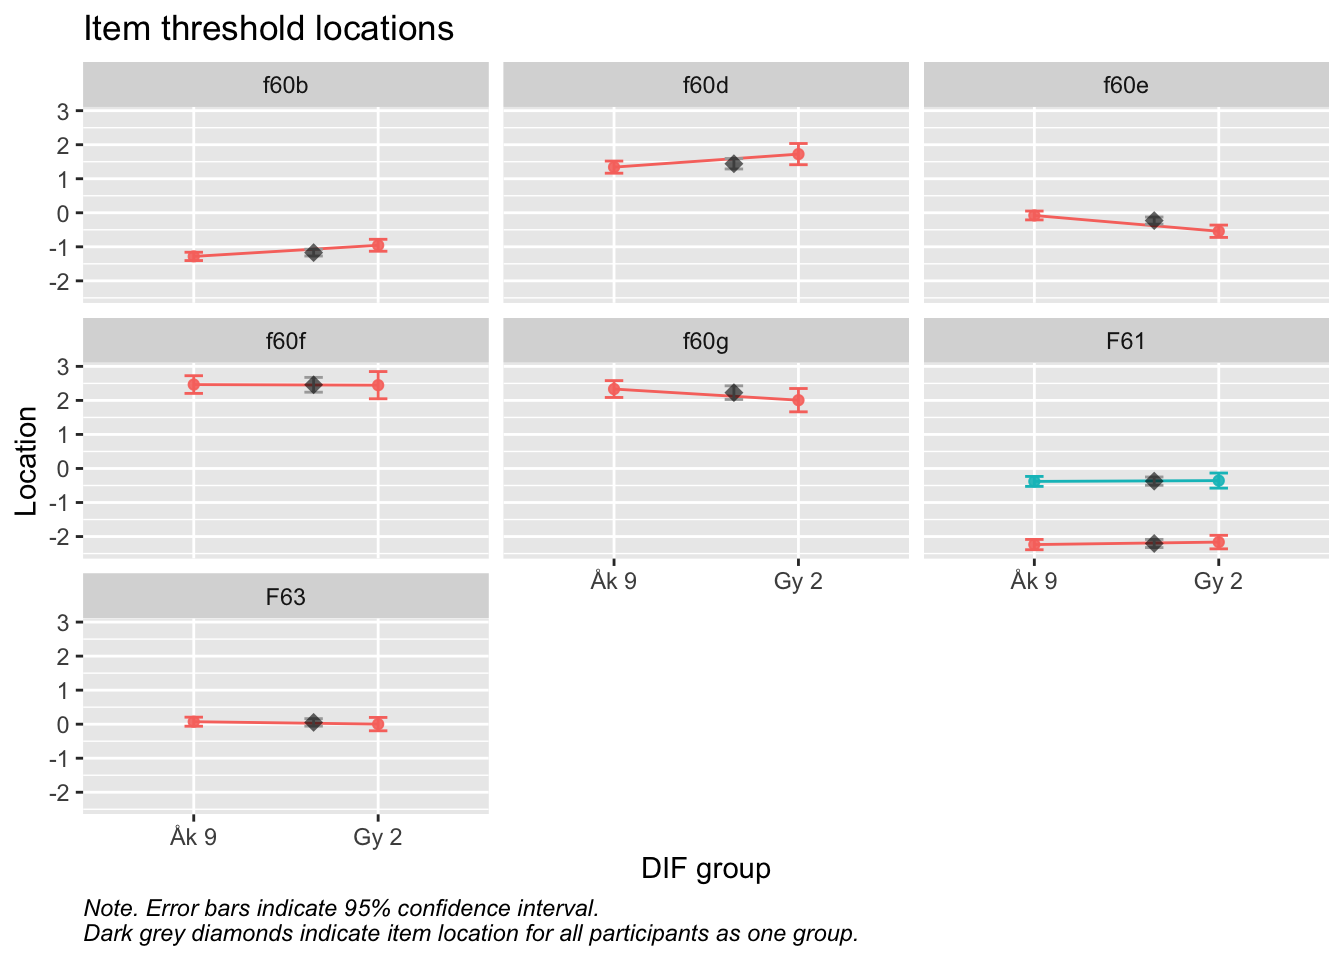 Item threshold locations
f60b
f60d
f60e
3
2
1
0
-1
-2
f60f
f60g
F61
3
2
1
0
-1
-2
Location
Åk 9
Gy 2
Åk 9
Gy 2
F63
3
2
1
0
-1
-2
Åk 9
Gy 2
DIF group
Note. Error bars indicate 95% confidence interval.
Dark grey diamonds indicate item location for all participants as one group.